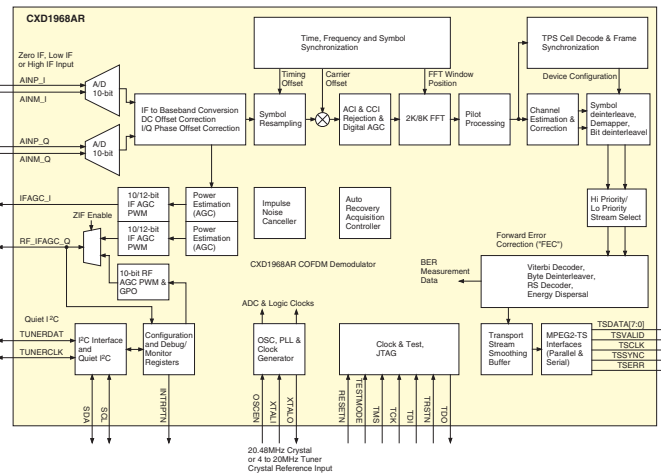 CXD1968AR
Zero IF, Low IF
or High IF Input
AINP_I
AINM_I
A/D
10-bit
AINP_Q
AINM_Q
A/D
10-bit
IF to Baseband Conversion
DC Offset Correction
I/Q Phase Offset Correction
Time, Frequency and Symbol
Synchronization
Timing
Offset
Carrier
Offset
FFT Window
Position
Symbol
Resampling
ACI & CCI
Rejection &
Digital AGC
2K/8K FFT
Pilot
Processing
TPS Cell Decode & Frame
Synchronization
Device Configuration
Channel
Estimation &
Correction
Symbol
deinterleave,
Demapper,
Bit deinterleavel
IFAGC_I
10/12-bit
IF AGC
PWM
Power
Estimation
(AGC)
ZIF Enable
RF_IFAGC_Q
10/12-bit
IF AGC
PWM
Power
Estimation
(AGC)
10-bit RF
AGC PWM &
GPO
Impulse
Noise
Canceller
Auto
Recovery
Acquisition
Controller
CXD1968AR COFDM Demodulator
Hi Priority/
Lo Priority
Stream Select
Forward Error
Correction ("FEC")
BER
Measurement
Data
Viterbi Decoder,
Byte Deinterleaver,
RS Decoder,
Energy Dispersal
Quiet I²C
TUNERDAT
TUNERCLK
I²C Interface
and
Quiet I²C
Configuration
and Debug/
Monitor
Registers
ADC & Logic Clocks
OSC, PLL &
Clock
Generator
Clock & Test,
JTAG
Transport
Stream
Smoothing
Buffer
MPEG2-TS
Interfaces
(Parallel &
Serial)
TSDATA[7:0]
TSVALID
TSCLK
TSSYNC
TSERR
SDA
SCL
INTRPTN
OSCEN
XTALI
XTALO
RESETN
TESTMODE
TMS
TCK
TDI
TRSTN
TDO
20.48MHz Crystal
or 4 to 20MHz Tuner
Crystal Reference Input